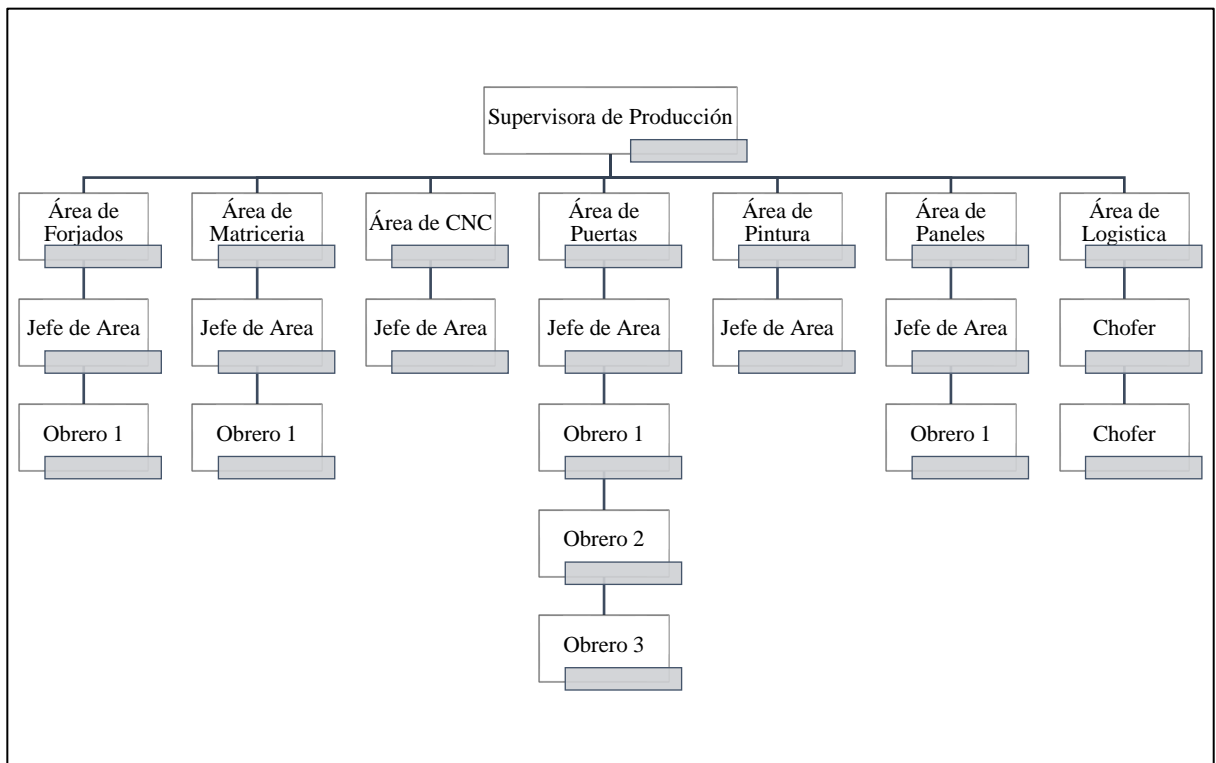 Supervisora de Producción
Área de
Forjados
Área de
Matriceria
Área de CNC
Área de
Puertas
Área de
Pintura
Área de
Paneles
Área de
Logistica
Jefe de Area
Jefe de Area
Jefe de Area
Jefe de Area
Jefe de Area
Jefe de Area
Chofer
Obrero 1
Obrero 1
Obrero 1
Obrero 1
Chofer
Obrero 2
Obrero 3